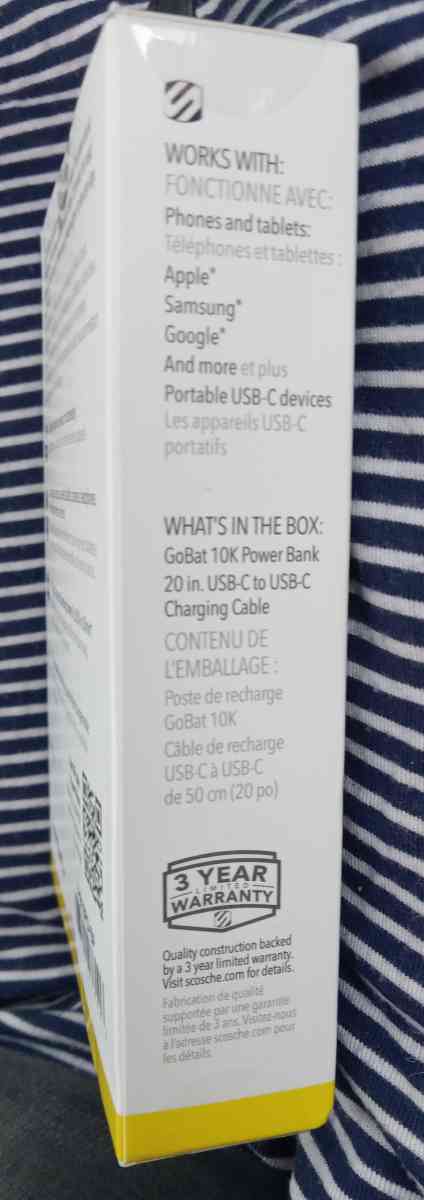 WORKS WITH:
FONCTIONNE AVEC:
Phones and tablets:
Téléphones et tablettes :
Apple*
Samsung*
Google*
And more et plus
Portable USB-C devices
Les appareils USB-C
portatifs
WHAT'S IN THE BOX:
GoBat 10K Power Bank
20 in. USB-C to USB-C
Charging Cable
CONTENU DE
L'EMBALLAGE :
Poste de recharge
GoBat 10K
Câble de recharge
USB-C à USB-C
de 50 cm (20 po)
3 YEAR
LIMITED
WARRANTY
Quality construction backed
by a 3 year limited warranty.
Visit scosche.com for details.
Fabrication de qualité
supportée par une garantie
limitée de 3 ans. Visitez-nous
à l'adresse scosche.com pour
les détails.